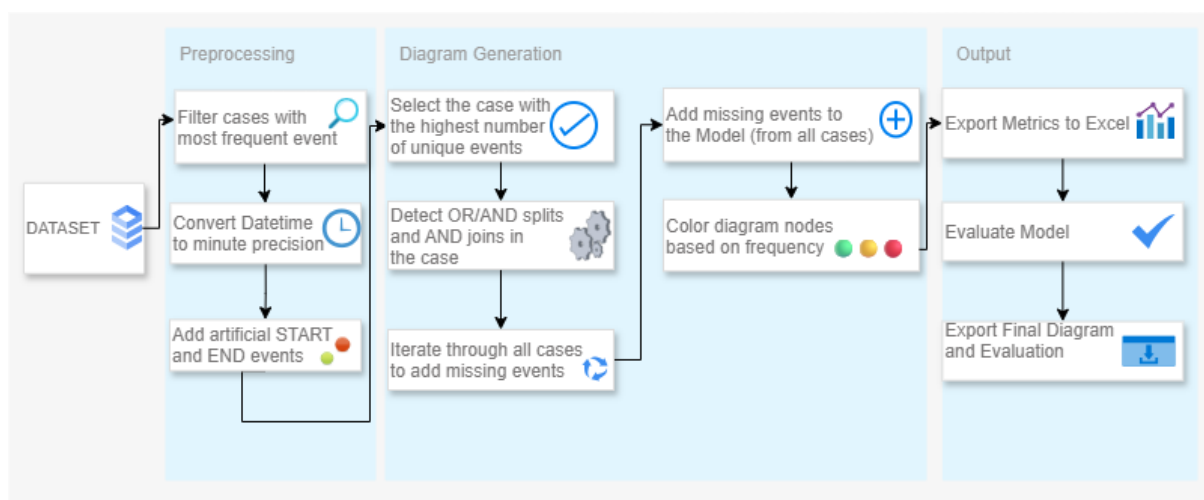 Preprocessing
Diagram Generation
Output
DATASET
Filter cases with
most frequent event
Convert Datetime
to minute precision
Add artificial START
and END events
Select the case with
the highest number
of unique events
Detect OR/AND splits
and AND joins in
the case
Iterate through all cases
to add missing events
Add missing events to
the Model (from all cases)
Color diagram nodes
based on frequency
Export Metrics to Excel
Evaluate Model
Export Final Diagram
and Evaluation